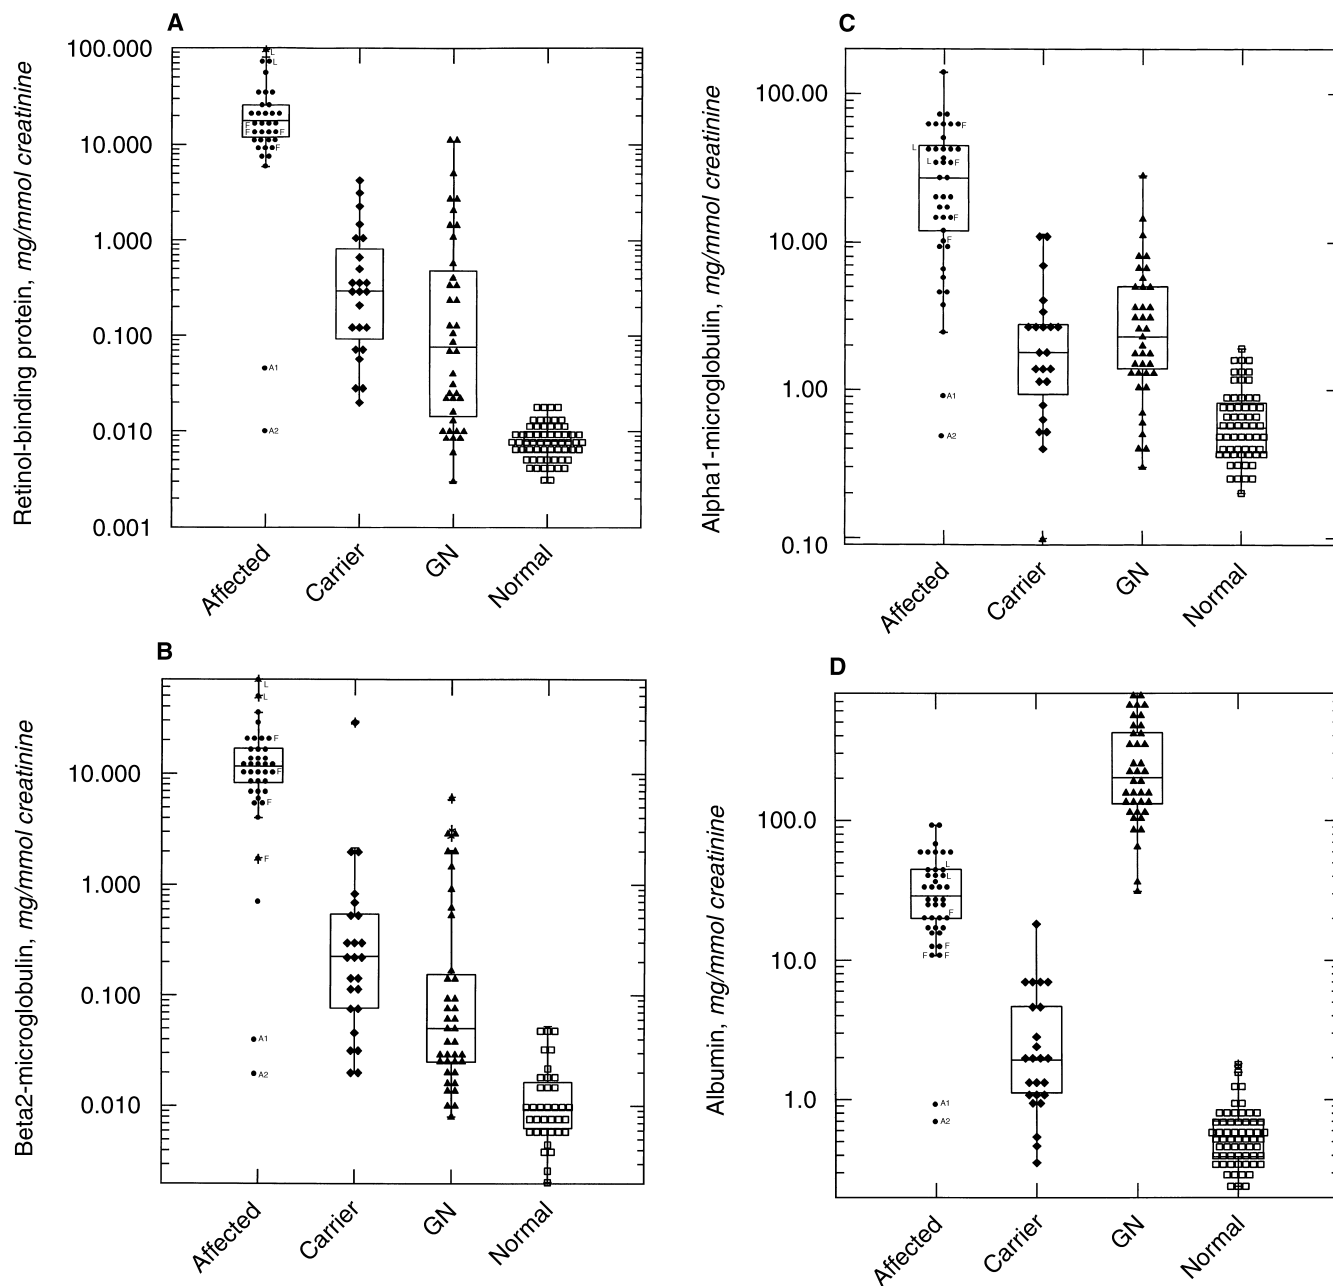 A
Retinol-binding protein, mg/mmol creatinine
100.000
10.000
1.000
0.100
0.010
0.001
L
L
F
F
F
F
A1
A2
Affected
Carrier
GN
Normal
C
Alpha1-microglobulin, mg/mmol creatinine
100.00
10.00
1.00
0.10
F
L
L
F
F
F
A1
A2
Affected
Carrier
GN
Normal
B
Beta2-microglobulin, mg/mmol creatinine
10.000
1.000
0.100
0.010
L
L
F
F
F
F
A1
A2
Affected
Carrier
GN
Normal
D
Albumin, mg/mmol creatinine
100.0
10.0
1.0
L
L
F
F
F
F
A1
A2
Affected
Carrier
GN
Normal